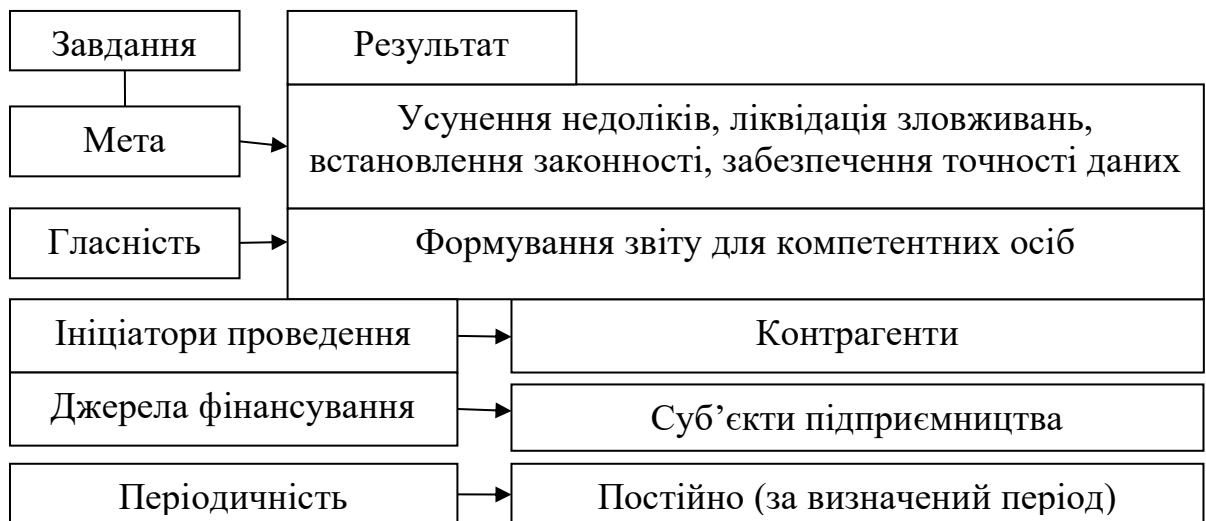 Завдання
Результат
Мета
Усунення недоліків, ліквідація зловживань,
встановлення законності, забезпечення точності даних
Гласність
Формування звіту для компетентних осіб
Ініціатори проведення
Контрагенти
Джерела фінансування
Суб’єкти підприємництва
Періодичність
Постійно (за визначений період)